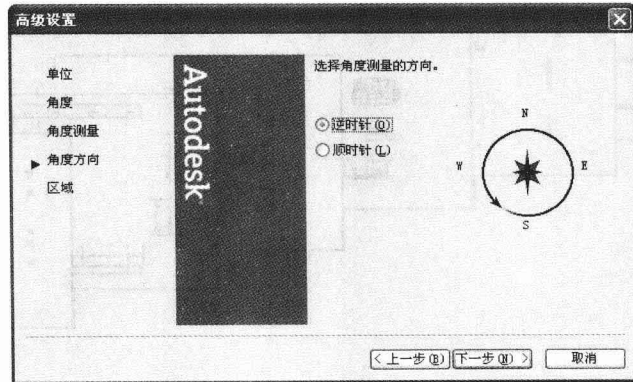 高级设置
单位
角度
角度测量
角度方向
区域
Autodesk
选择角度测量的方向。
逆时针(O)
顺时针(L)
N
W
E
S
< 上一步(B)
下一步(N) >
取消